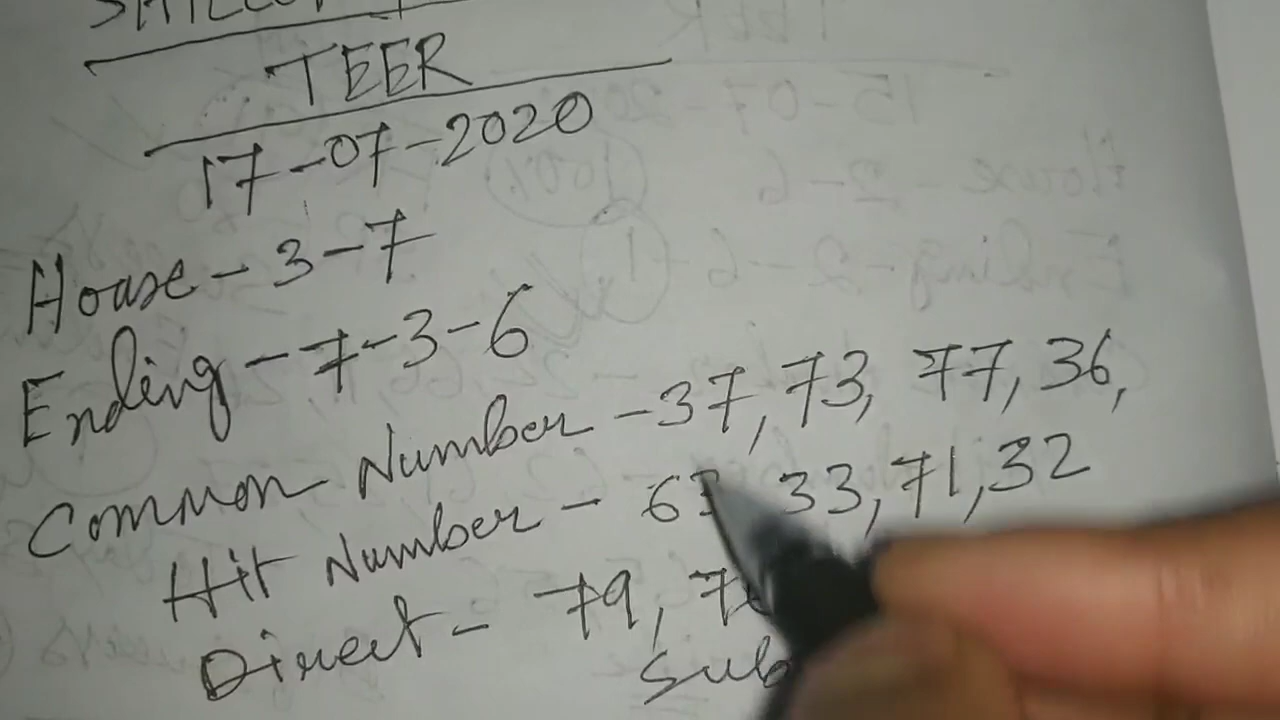 TEER
17-07-2020
House - 3-7
Ending - 7-3-6
Common Number - 37, 73, 77, 36,
Hit Number - 63, 33, 71, 32
Direct - 79,